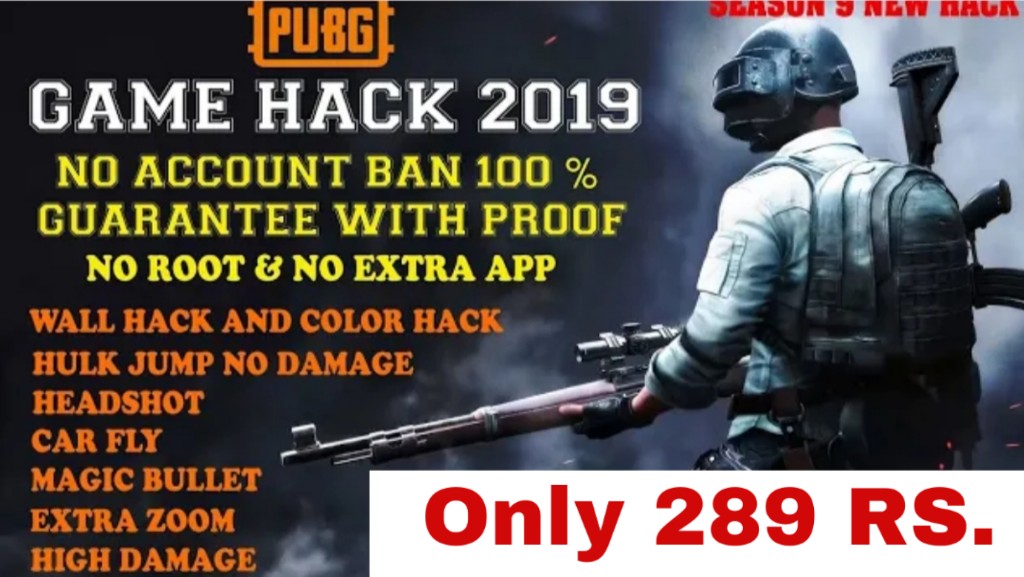 SEASON 9 NEW HACK
PUBG
GAME HACK 2019
NO ACCOUNT BAN 100 %
GUARANTEE WITH PROOF
NO ROOT & NO EXTRA APP
WALL HACK AND COLOR HACK
HULK JUMP NO DAMAGE
HEADSHOT
CAR FLY
MAGIC BULLET
EXTRA ZOOM
HIGH DAMAGE
Only 289 RS.